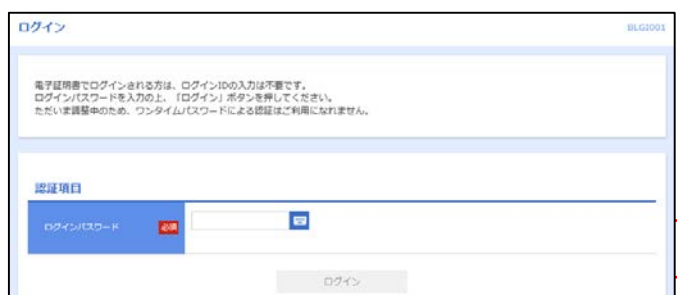 ログイン
BLGI001
電子証明書でログインされる方は、ログインIDの入力は不要です。
ログインパスワードを入力の上、「ログイン」ボタンを押してください。
ただいま調整中のため、ワンタイムパスワードによる認証はご利用になれません。
認証項目
ログインパスワード 必須
ログイン